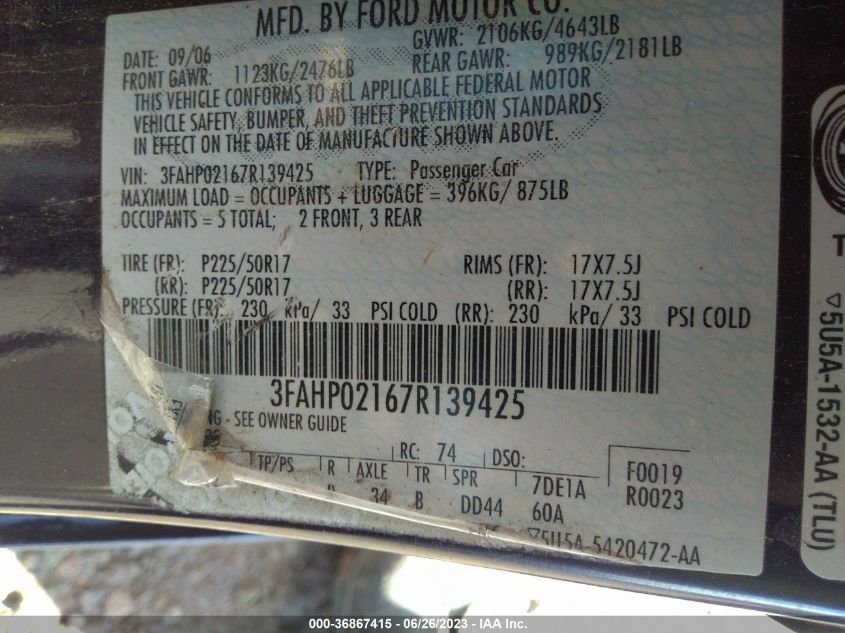 MFD. BY FORD MOTOR CO.
DATE: 09/06 GVWR: 2106KG/4643LB
FRONT GAWR: 1123KG/2476LB REAR GAWR: 989KG/2181LB
THIS VEHICLE CONFORMS TO ALL APPLICABLE FEDERAL MOTOR
VEHICLE SAFETY, BUMPER, AND THEFT PREVENTION STANDARDS
IN EFFECT ON THE DATE OF MANUFACTURE SHOWN ABOVE.
VIN: 3FAHP02167R139425 TYPE: Passenger Car
MAXIMUM LOAD = OCCUPANTS + LUGGAGE = 396KG/ 875LB
OCCUPANTS = 5 TOTAL; 2 FRONT, 3 REAR
TIRE (FR): P225/50R17 RIMS (FR): 17X7.5J
(RR): P225/50R17 (RR): 17X7.5J
PRESSURE (FR): 230 kPa/ 33 PSI COLD (RR): 230 kPa/ 33 PSI COLD
3FAHP02167R139425
- SEE OWNER GUIDE
RC: 74 DSO:
TP/PS R AXLE TR SPR 7DE1A F0019
34 B DD44 60A R0023
▽5U5A-5420472-AA
▽5U5A-1532-AA (TLU)
000-36867415 - 06/26/2023 - IAA Inc.